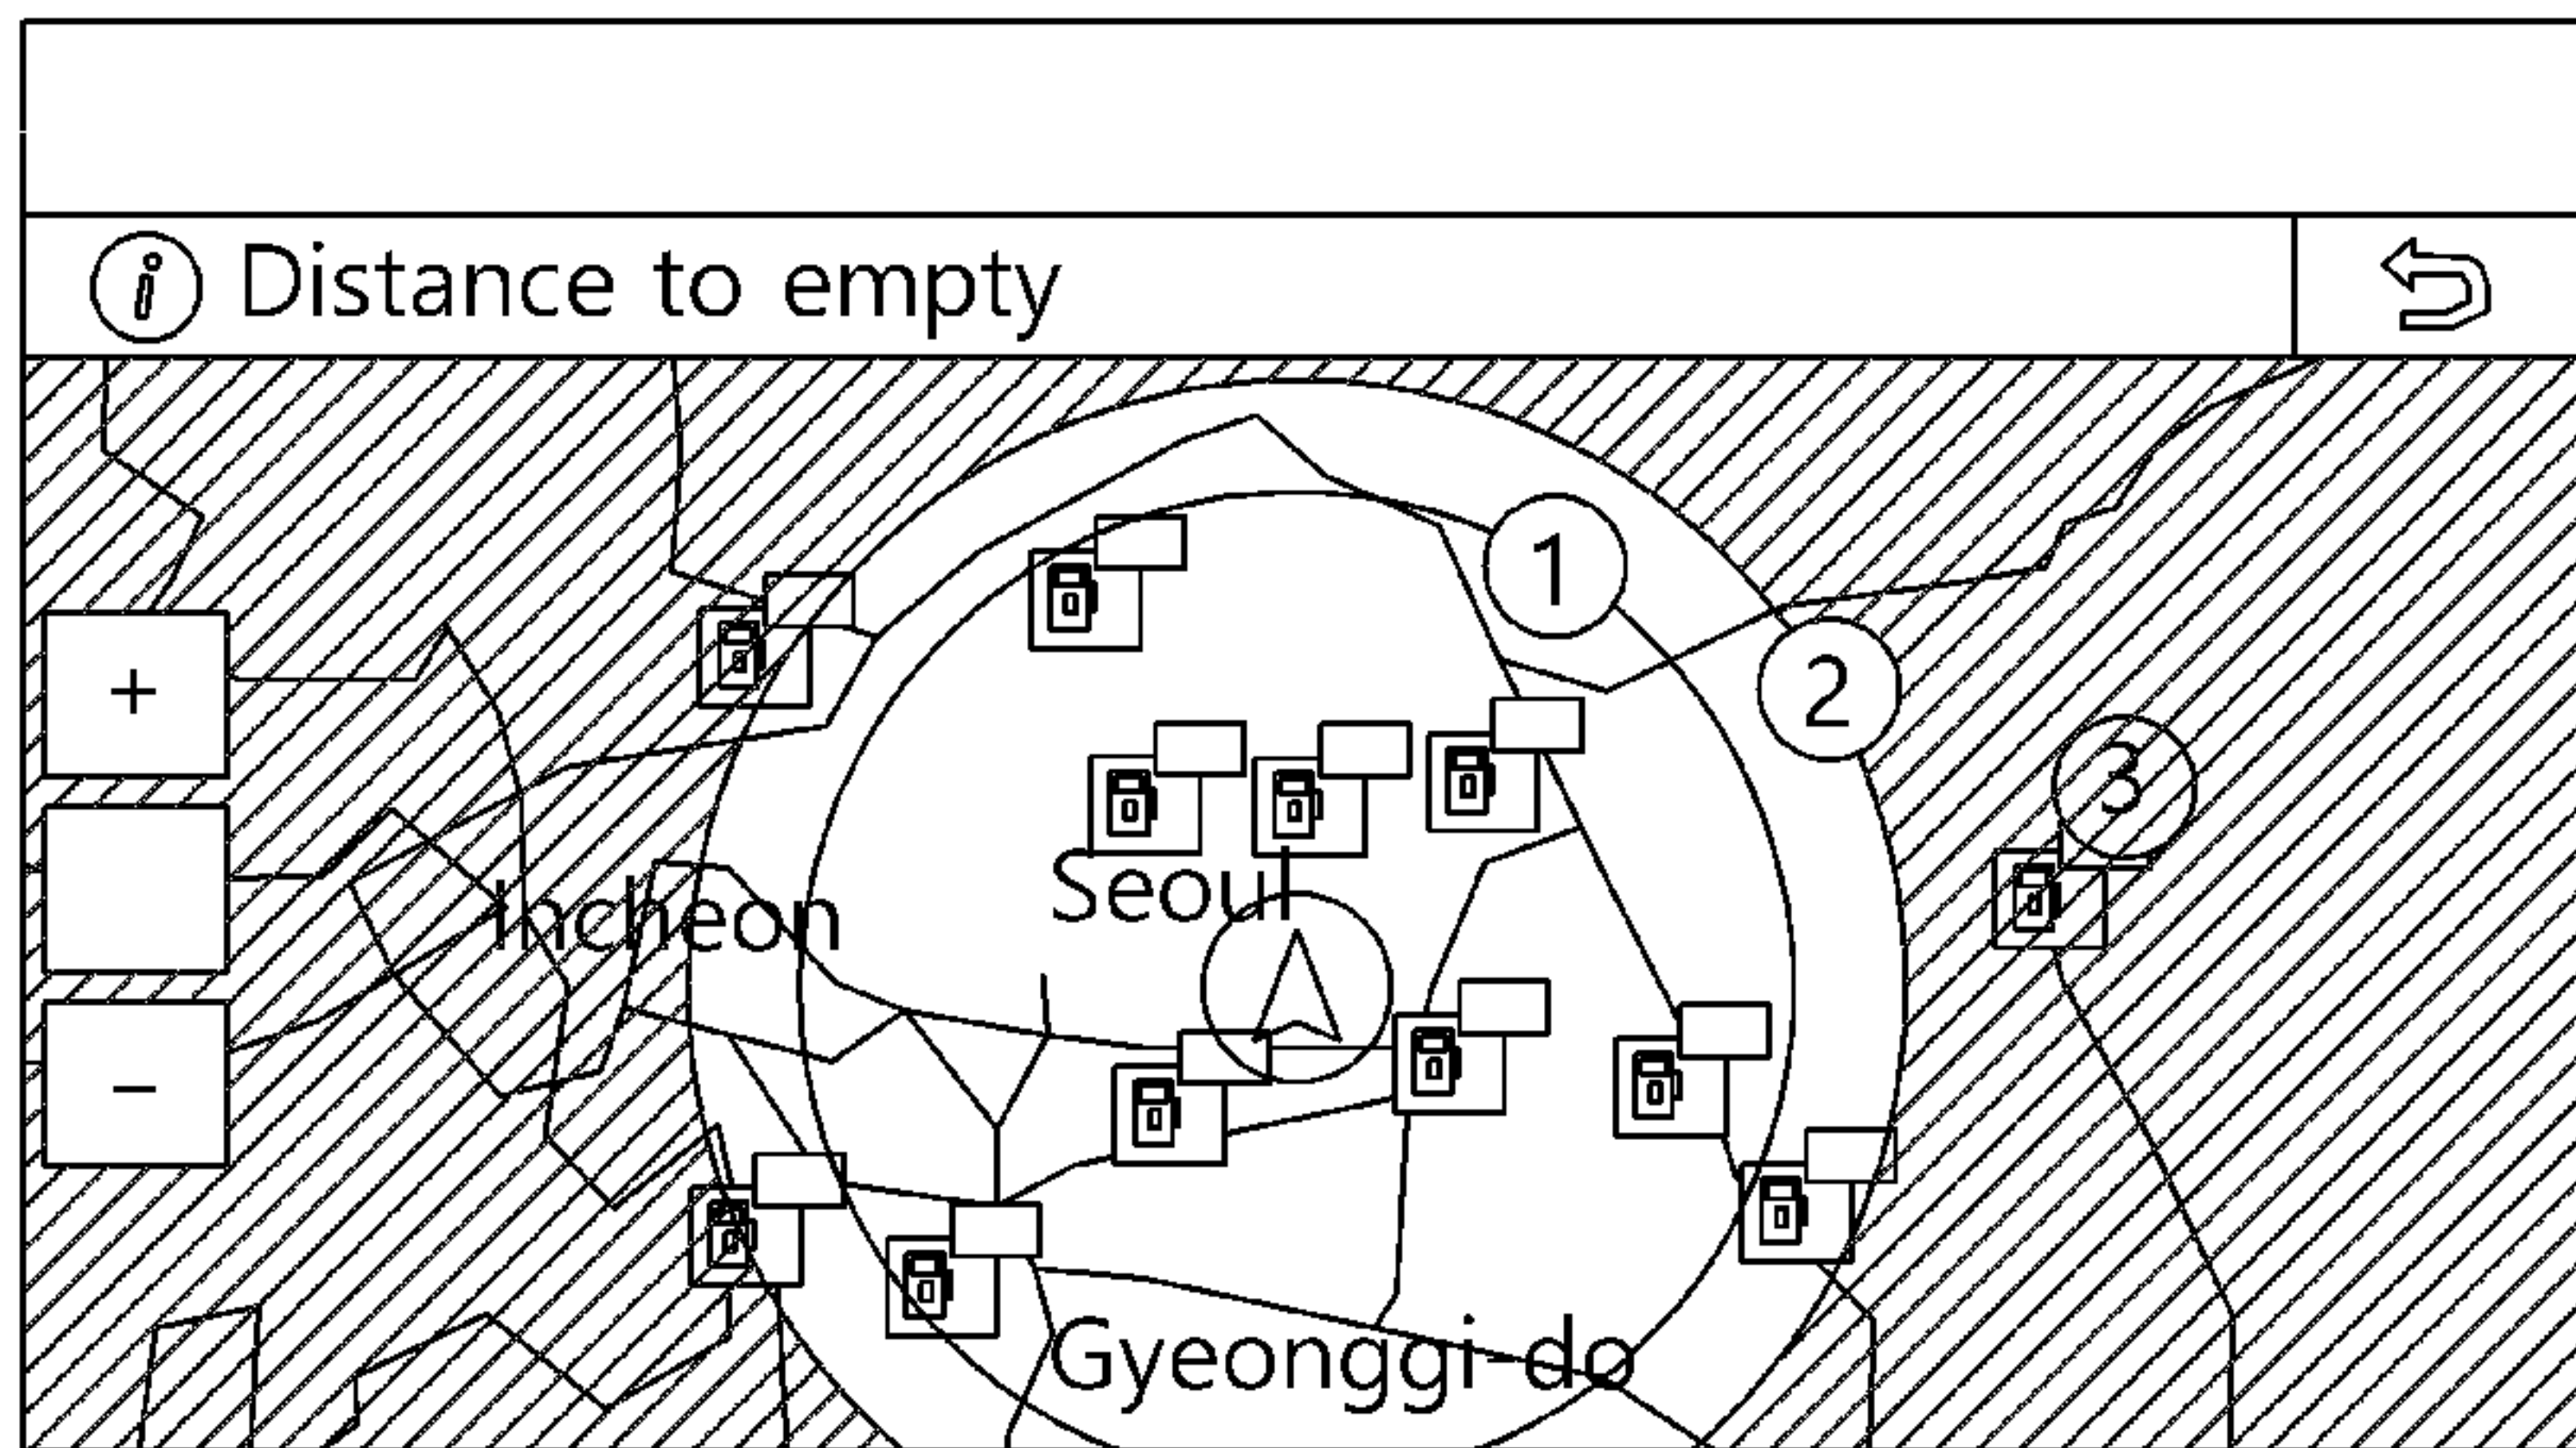 i Distance to empty
1
2
+
3
Seoul
Incheon
−
Gyeonggi-do